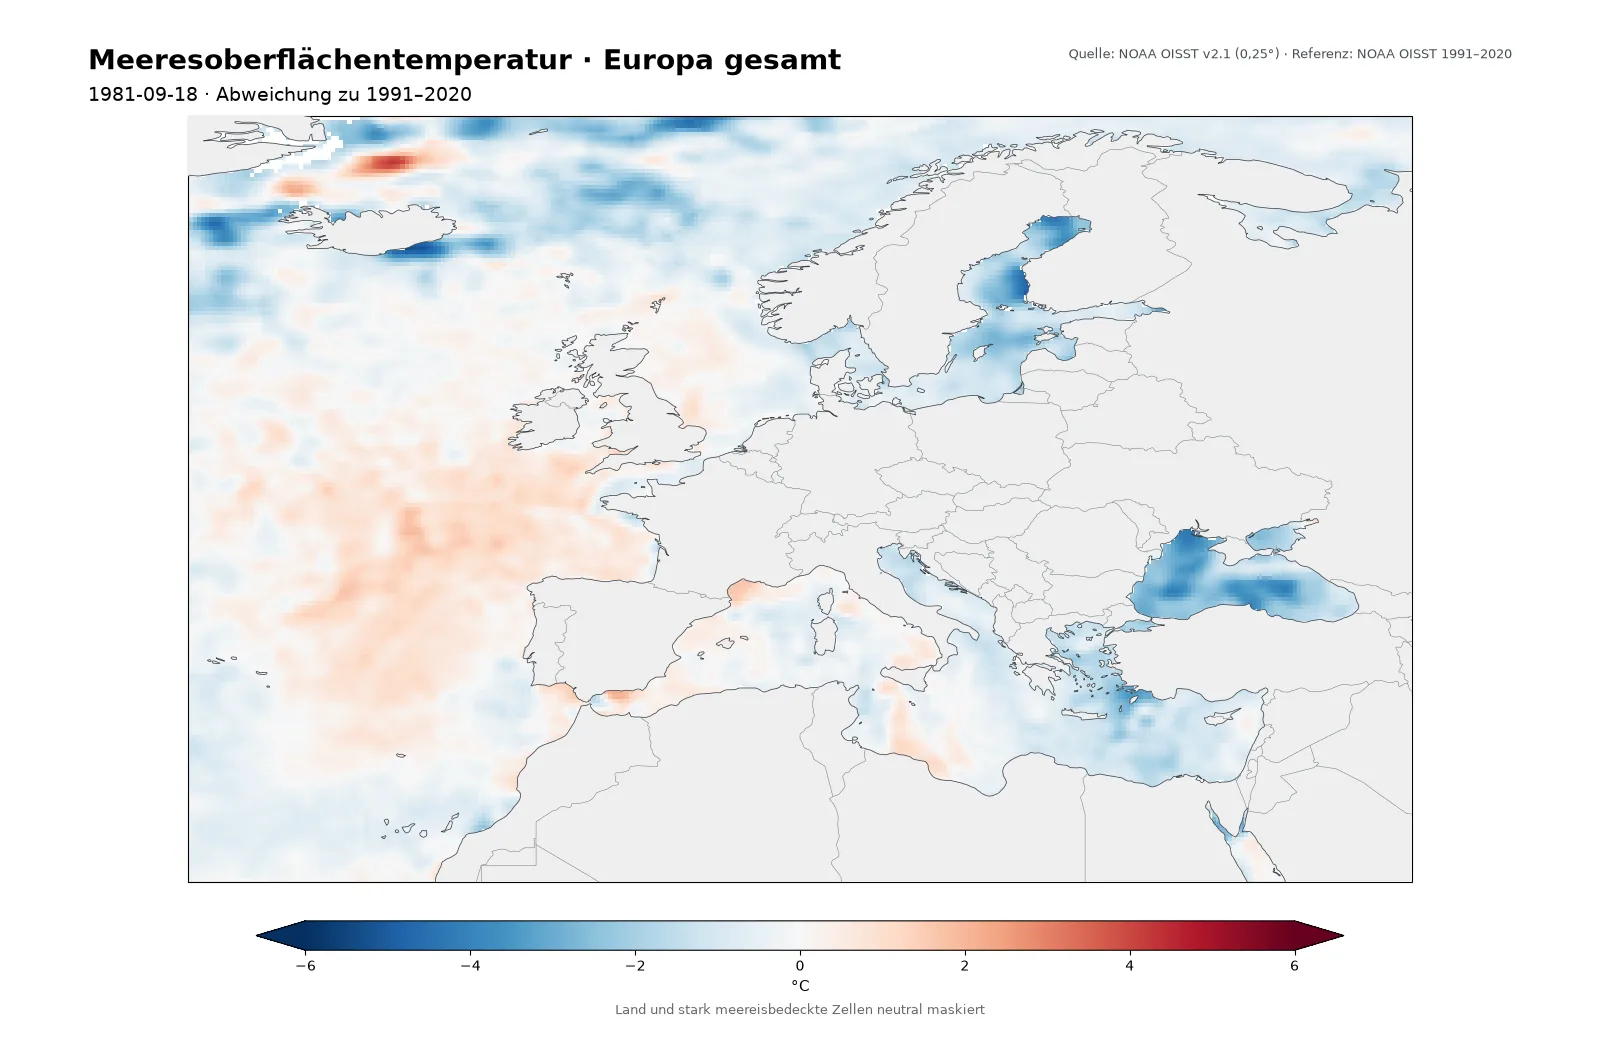 Meeresoberflächentemperatur · Europa gesamt
Quelle: NOAA OISST v2.1 (0,25°) · Referenz: NOAA OISST 1991–2020
1981-09-18 · Abweichung zu 1991–2020
−6 −4 −2 0 2 4 6
°C
Land und stark meereisbedeckte Zellen neutral maskiert